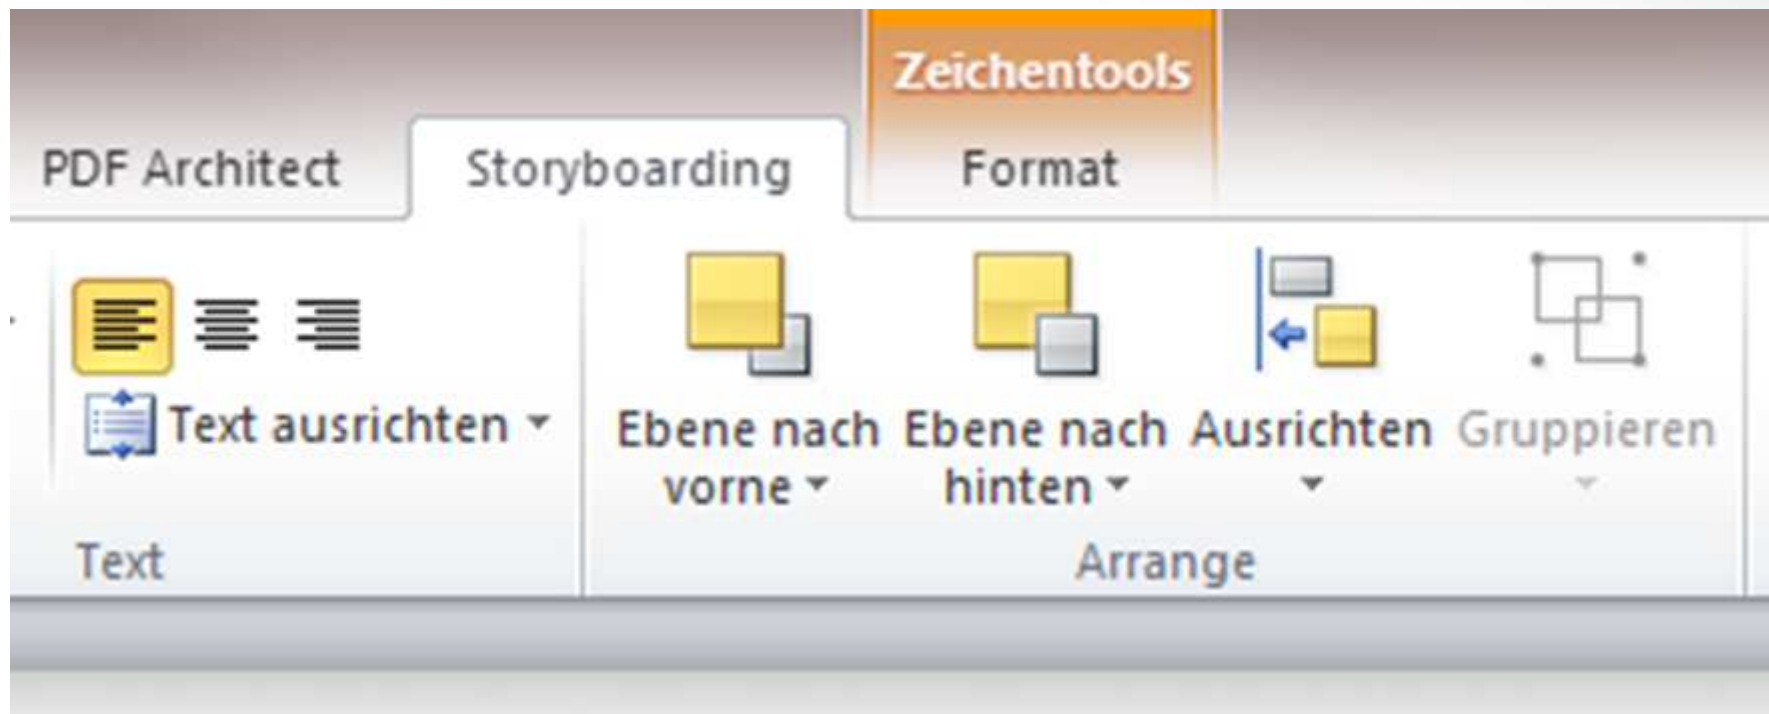 Zeichentools
PDF Architect Storyboarding Format
Text ausrichten
Ebene nach vorne
Ebene nach hinten
Ausrichten
Gruppieren
Text
Arrange